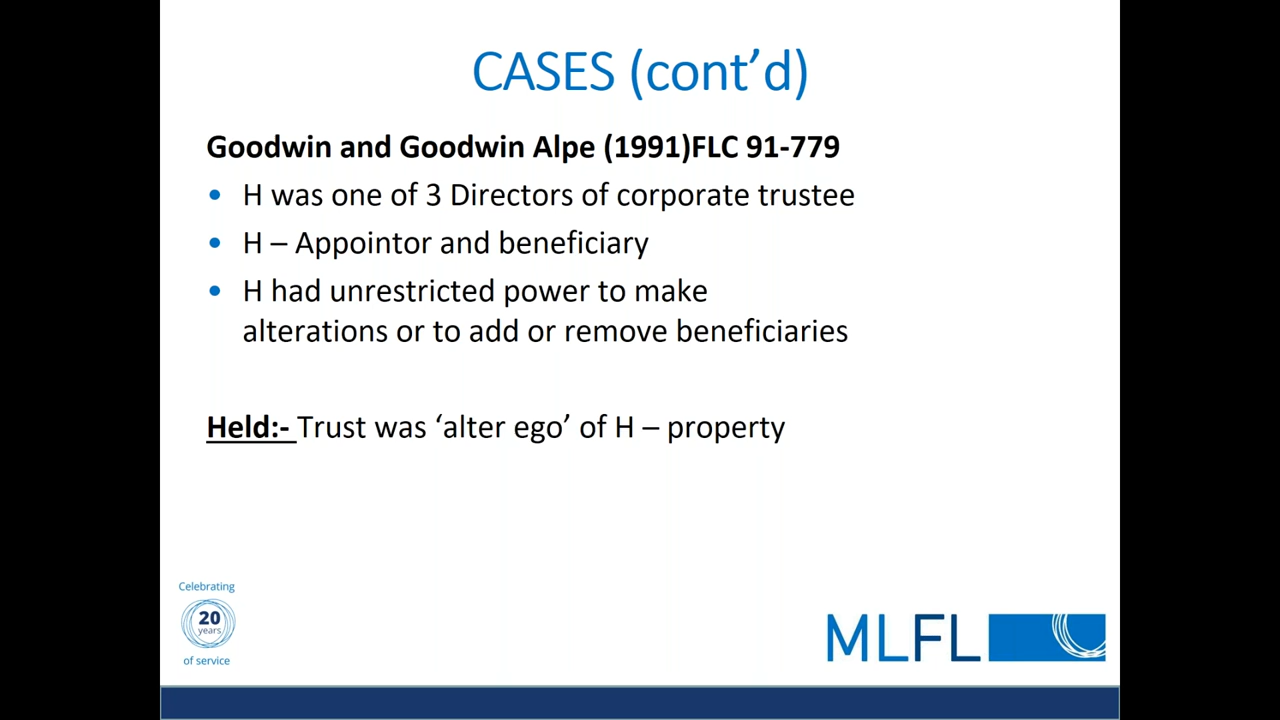 CASES (cont’d)
Goodwin and Goodwin Alpe (1991)FLC 91-779
• H was one of 3 Directors of corporate trustee
• H – Appointor and beneficiary
• H had unrestricted power to make
alterations or to add or remove beneficiaries
Held:- Trust was ‘alter ego’ of H – property
Celebrating
20
years
of service
MLFL